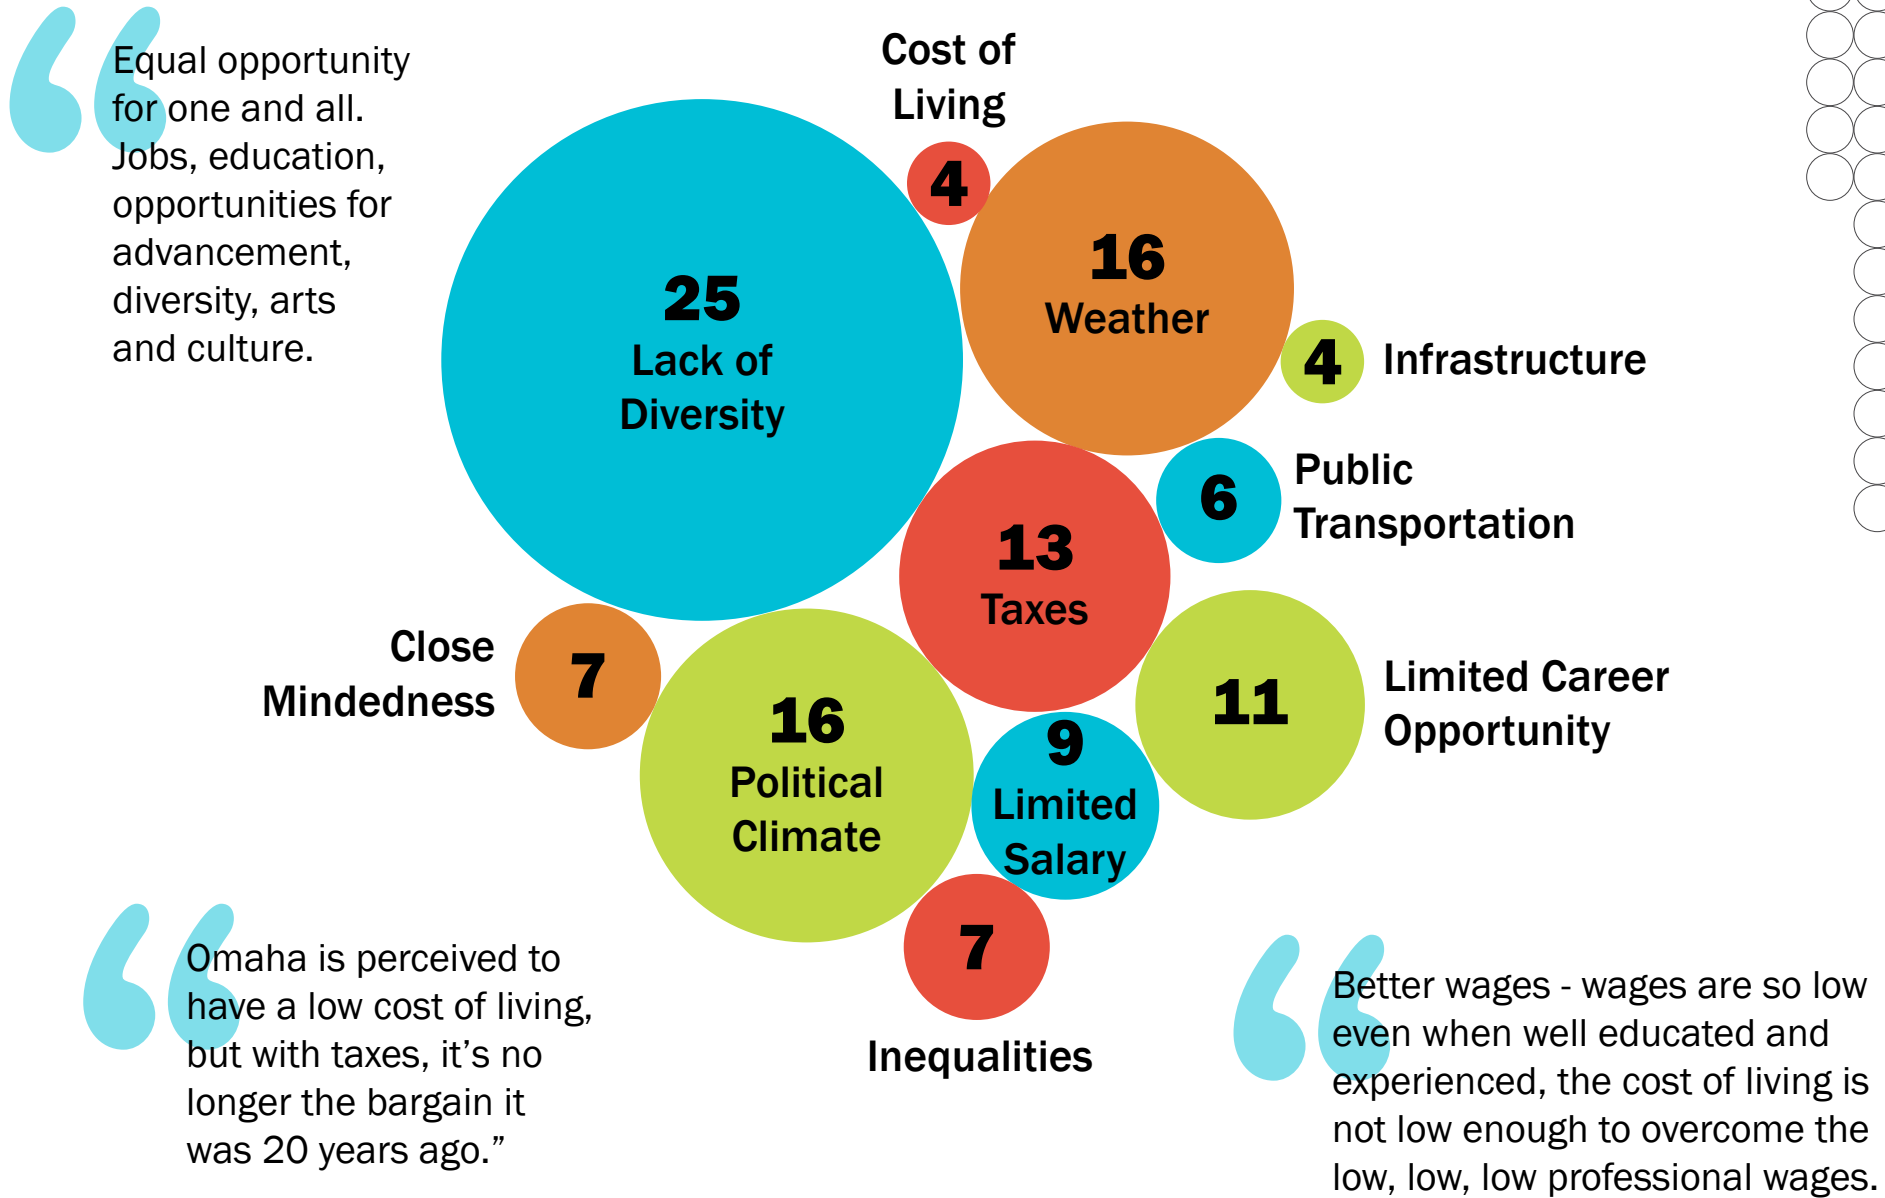 Equal opportunity
for one and all.
Jobs, education,
opportunities for
advancement,
diversity, arts
and culture.
Cost of
Living
4
25
Lack of
Diversity
16
Weather
4
Infrastructure
6
Public
Transportation
13
Taxes
Close
Mindedness
7
16
Political
Climate
9
Limited
Salary
11
Limited Career
Opportunity
7
Inequalities
Omaha is perceived to
have a low cost of living,
but with taxes, it’s no
longer the bargain it
was 20 years ago.”
Better wages - wages are so low
even when well educated and
experienced, the cost of living is
not low enough to overcome the
low, low, low professional wages.